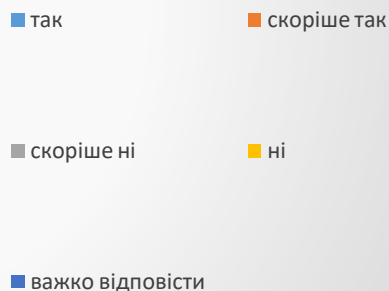 так скоріше так
скоріше ні ні
важко відповісти